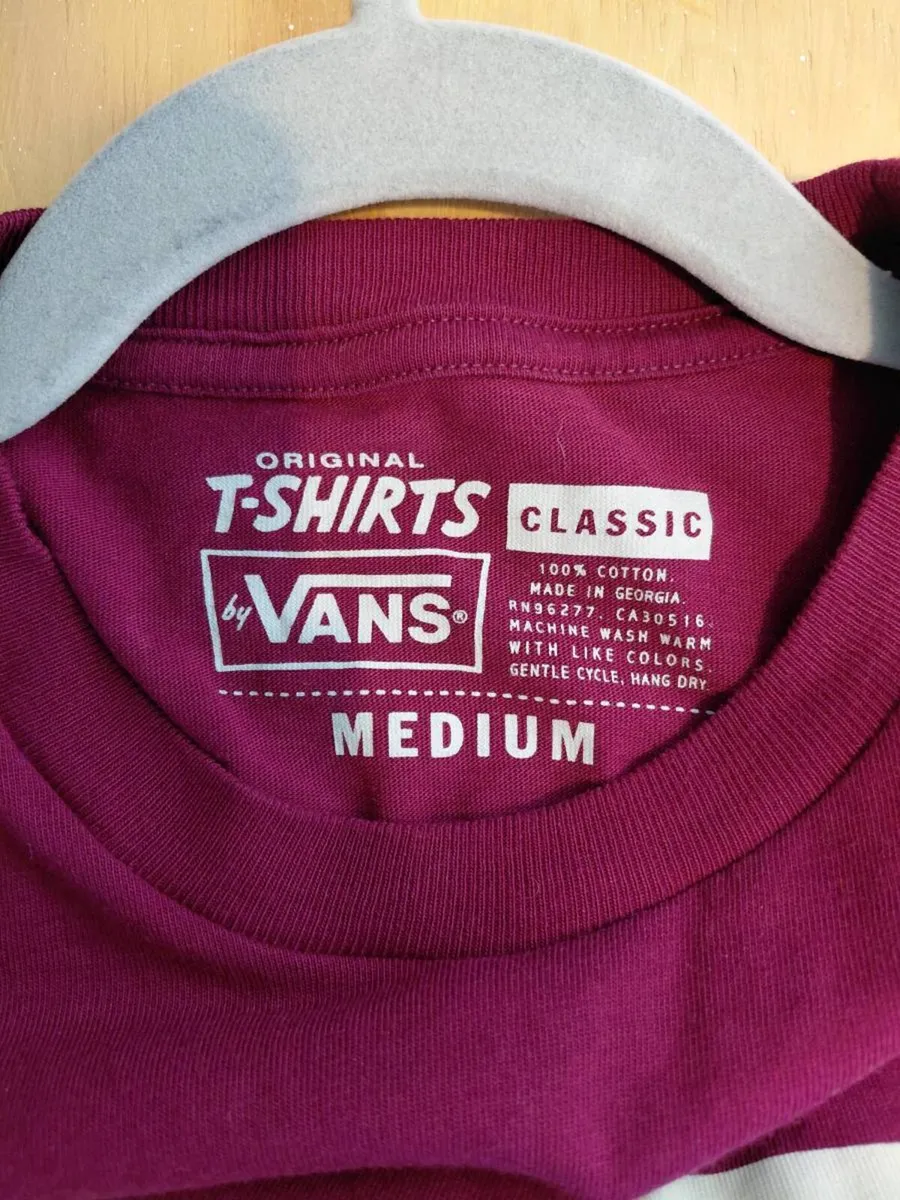 ORIGINAL
T-SHIRTS
by VANS®
CLASSIC
100% COTTON.
MADE IN GEORGIA.
RN96277. CA30516.
MACHINE WASH WARM
WITH LIKE COLORS.
GENTLE CYCLE, HANG DRY.
MEDIUM